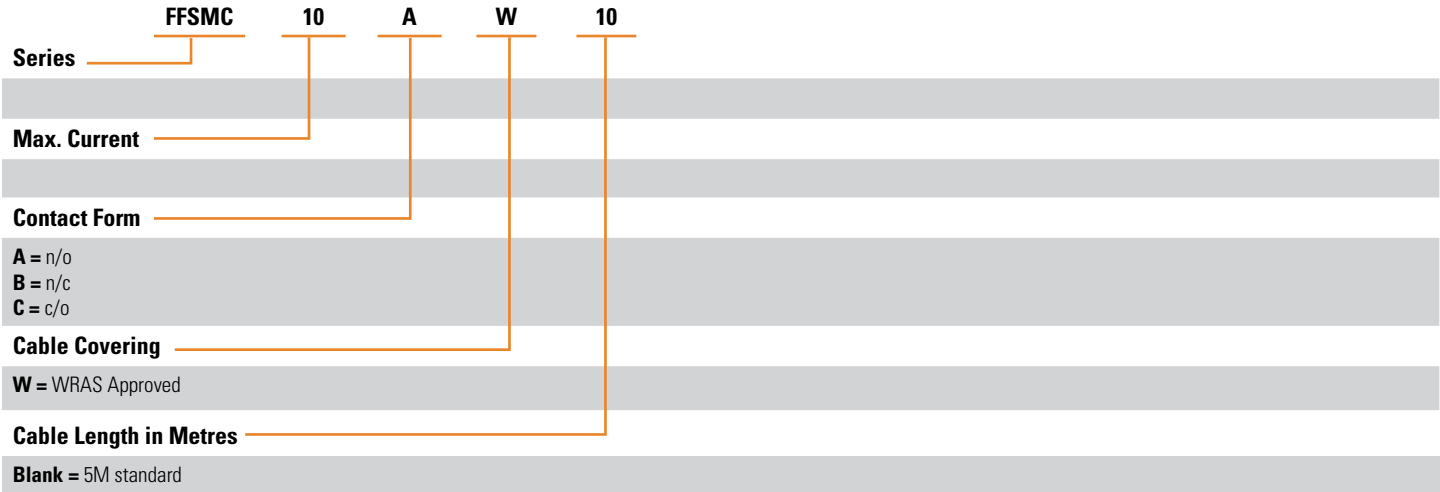 FFSMC 10 A W 10
Series
Max. Current
Contact Form
A = n/o
B = n/c
C = c/o
Cable Covering
W = WRAS Approved
Cable Length in Metres
Blank = 5M standard